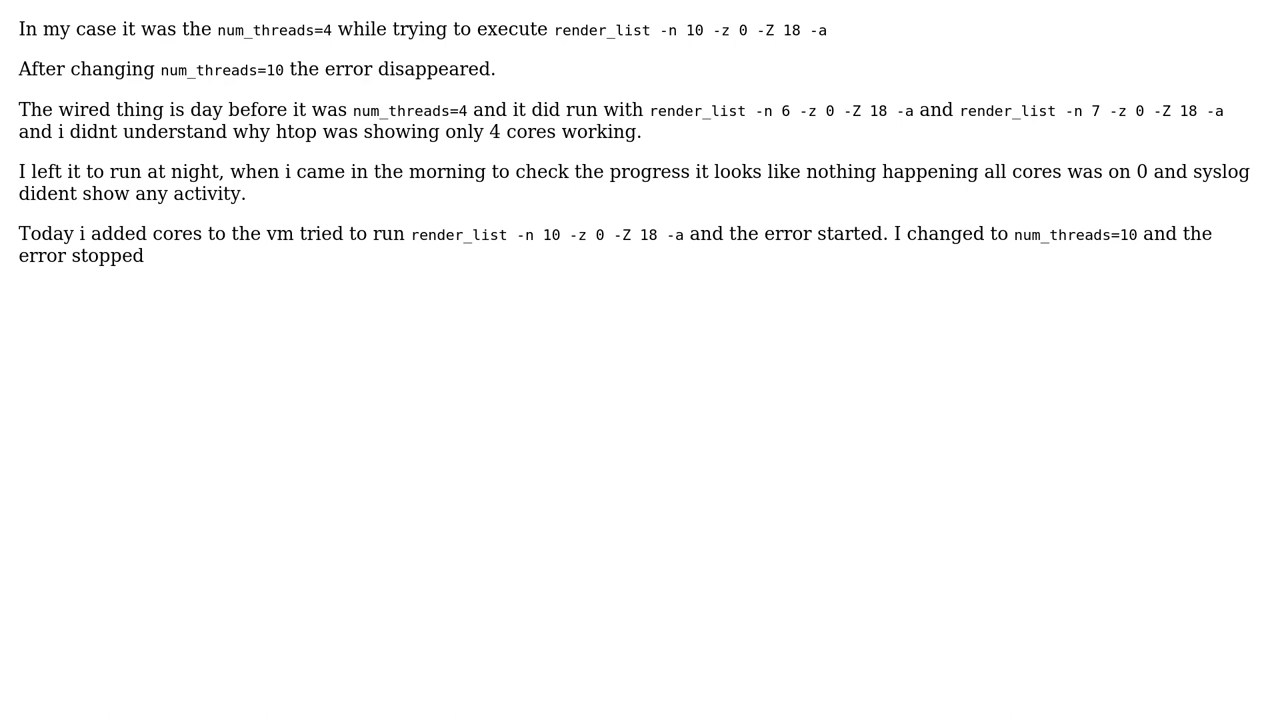 In my case it was the num_threads=4 while trying to execute render_list -n 10 -z 0 -Z 18 -a
After changing num_threads=10 the error disappeared.
The wired thing is day before it was num_threads=4 and it did run with render_list -n 6 -z 0 -Z 18 -a and render_list -n 7 -z 0 -Z 18 -a
and i didnt understand why htop was showing only 4 cores working.
I left it to run at night, when i came in the morning to check the progress it looks like nothing happening all cores was on 0 and syslog
dident show any activity.
Today i added cores to the vm tried to run render_list -n 10 -z 0 -Z 18 -a and the error started. I changed to num_threads=10 and the
error stopped